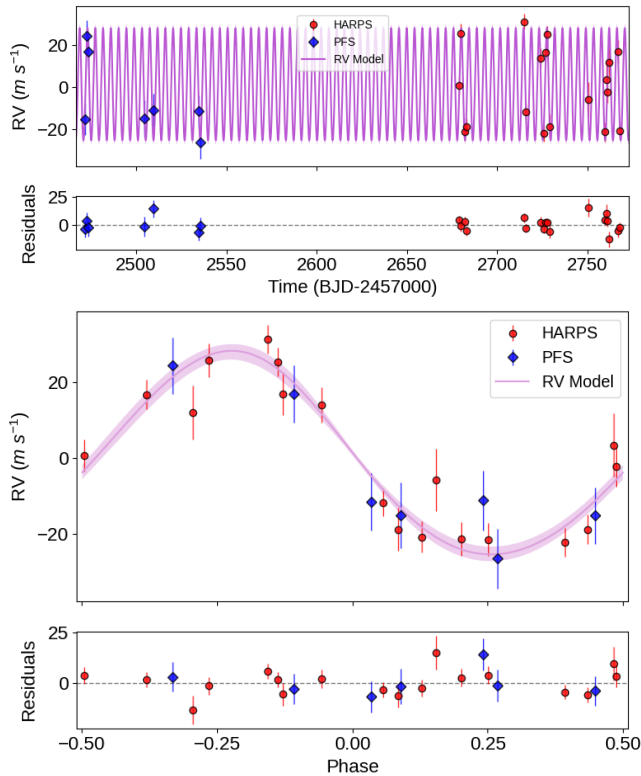 HARPS
PFS
RV Model
RV (m s⁻¹)
20
0
−20
Residuals
25
0
2500 2550 2600 2650 2700 2750
Time (BJD-2457000)
HARPS
PFS
RV Model
RV (m s⁻¹)
20
0
−20
Residuals
25
0
−0.50 −0.25 0.00 0.25 0.50
Phase